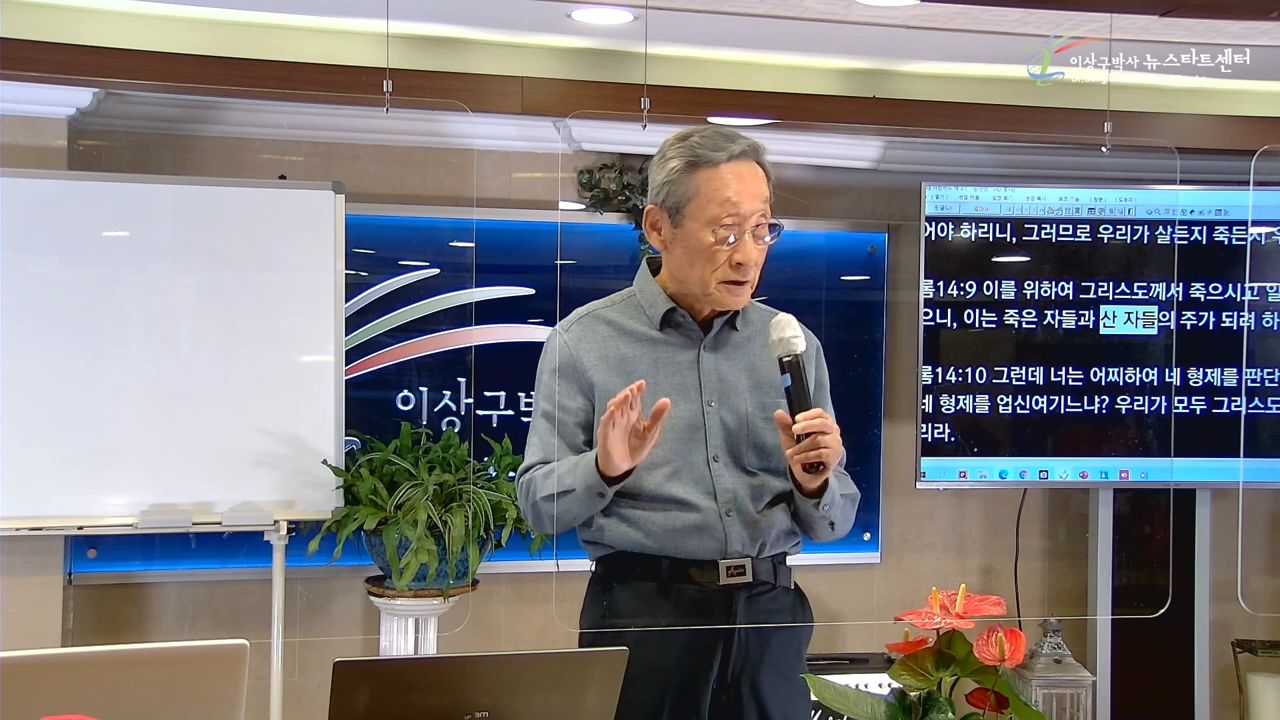 이상구박사 뉴스타트센터
어야 하리니, 그러므로 우리가 살든지 죽든지
롬14:9 이를 위하여 그리스도께서 죽으시고
으니, 이는 죽은 자들과 산 자들의 주가 되려 하
롬14:10 그런데 너는 어찌하여 네 형제를 판단
네 형제를 업신여기느냐? 우리가 모두 그리스도
리라.
이상구